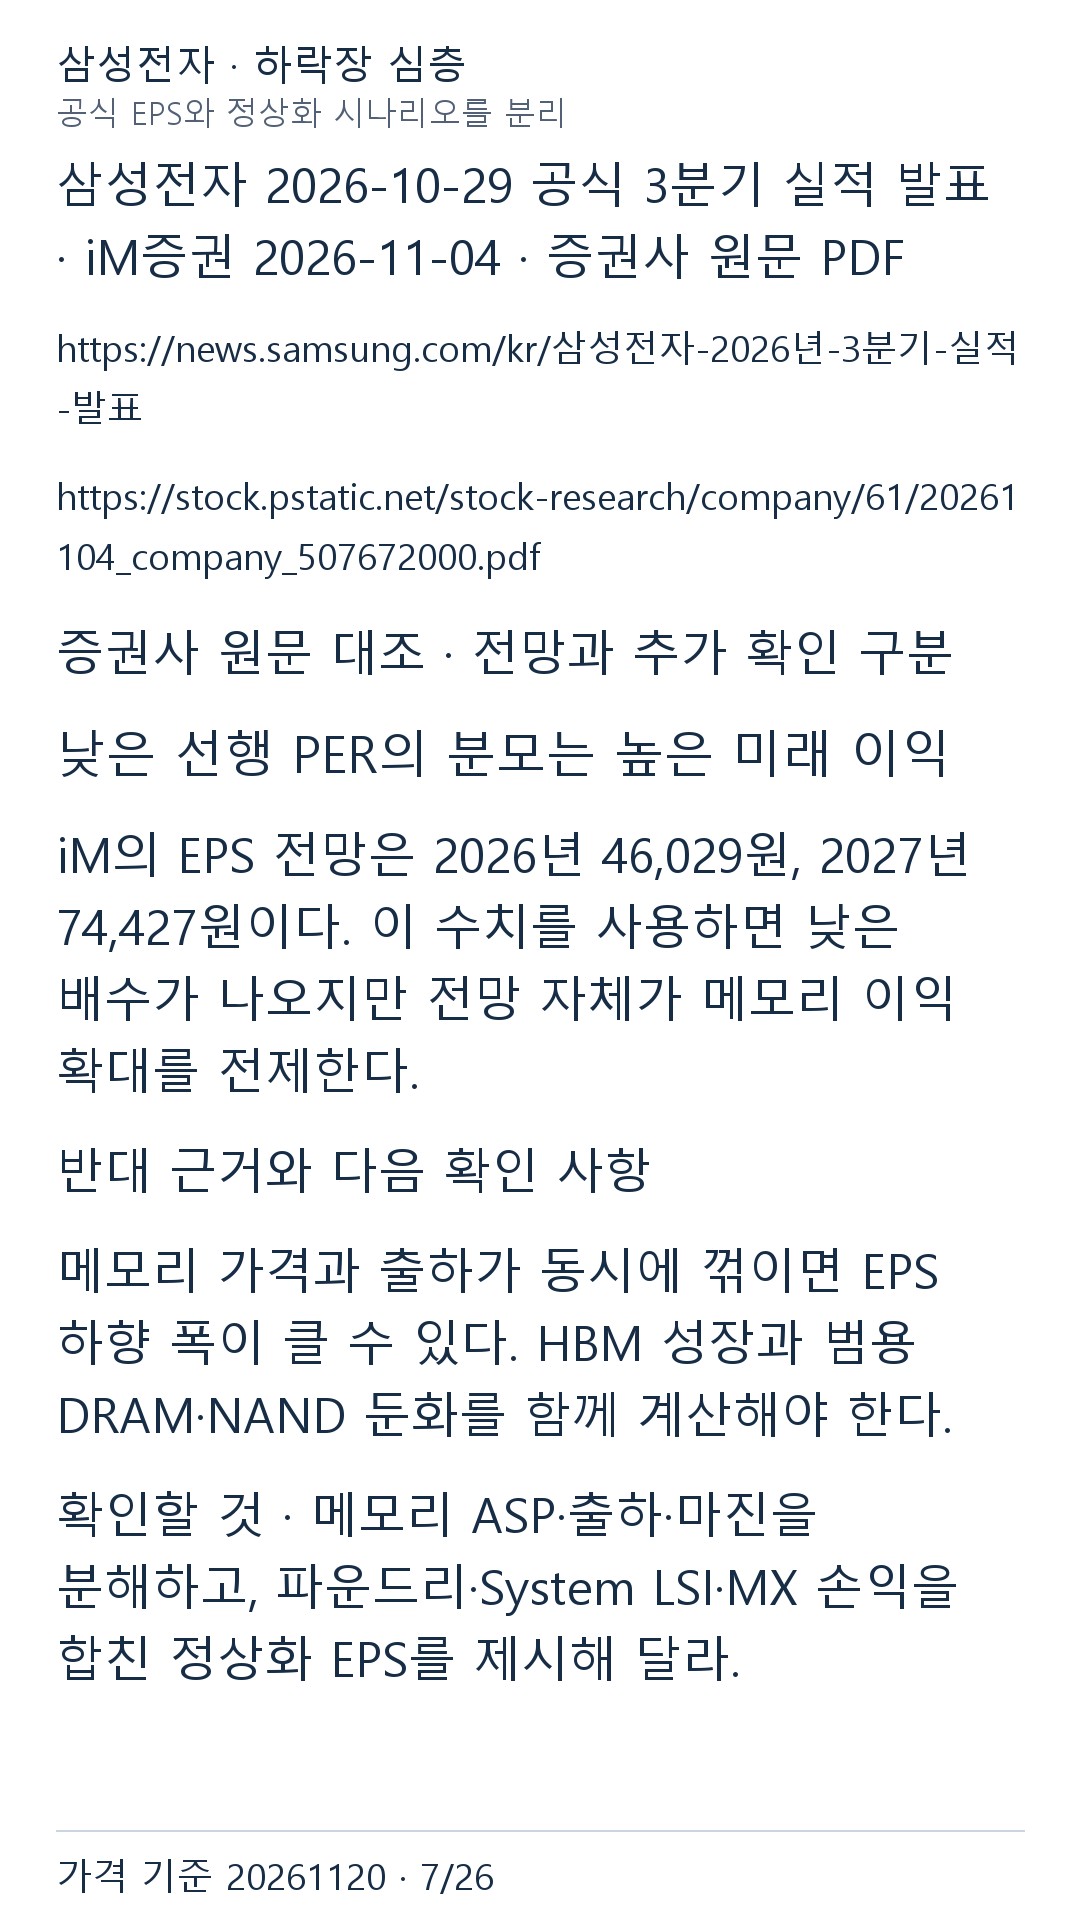 삼성전자 · 하락장 심층
공식 EPS와 정상화 시나리오를 분리
삼성전자 2026-10-29 공식 3분기 실적 발표
· iM증권 2026-11-04 · 증권사 원문 PDF
https://news.samsung.com/kr/삼성전자-2026년-3분기-실적
-발표
https://stock.pstatic.net/stock-research/company/61/20261
104_company_507672000.pdf
증권사 원문 대조 · 전망과 추가 확인 구분
낮은 선행 PER의 분모는 높은 미래 이익
iM의 EPS 전망은 2026년 46,029원, 2027년
74,427원이다. 이 수치를 사용하면 낮은
배수가 나오지만 전망 자체가 메모리 이익
확대를 전제한다.
반대 근거와 다음 확인 사항
메모리 가격과 출하가 동시에 꺾이면 EPS
하향 폭이 클 수 있다. HBM 성장과 범용
DRAM·NAND 둔화를 함께 계산해야 한다.
확인할 것 · 메모리 ASP·출하·마진을
분해하고, 파운드리·System LSI·MX 손익을
합친 정상화 EPS를 제시해 달라.
가격 기준 20261120 · 7/26